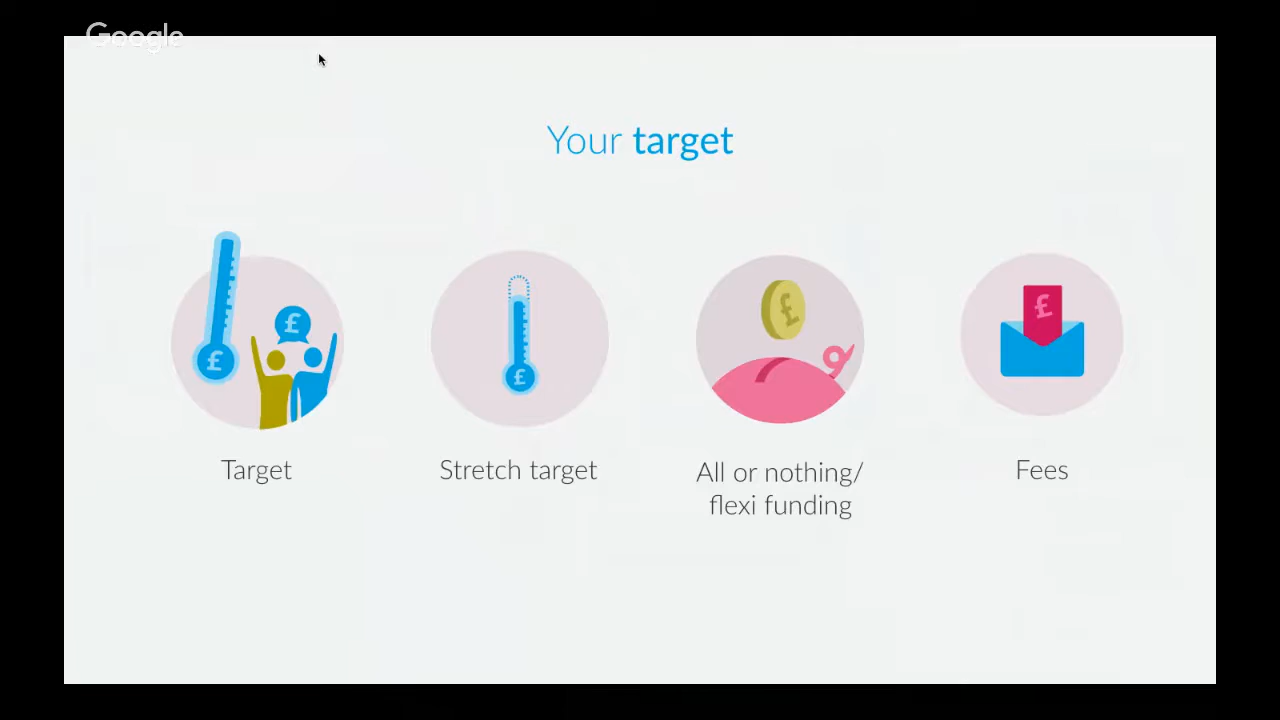 Google
Your target
£
£
£
£
£
Target
Stretch target
All or nothing/
flexi funding
Fees